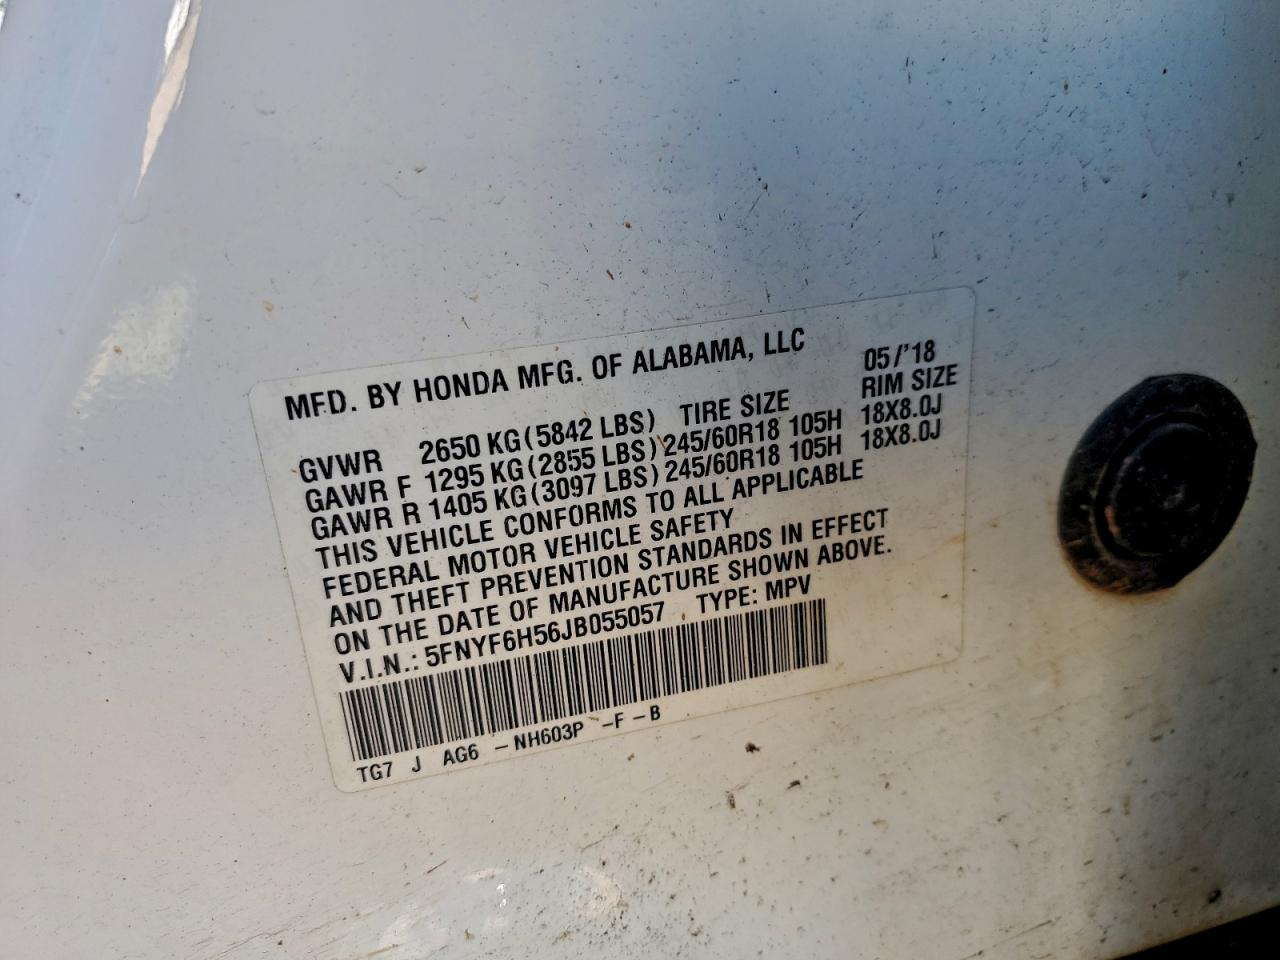 MFD. BY HONDA MFG. OF ALABAMA, LLC 05/'18
GVWR 2650 KG(5842 LBS) TIRE SIZE RIM SIZE
GAWR F 1295 KG(2855 LBS) 245/60R18 105H 18X8.0J
GAWR R 1405 KG(3097 LBS) 245/60R18 105H 18X8.0J
THIS VEHICLE CONFORMS TO ALL APPLICABLE
FEDERAL MOTOR VEHICLE SAFETY
AND THEFT PREVENTION STANDARDS IN EFFECT
ON THE DATE OF MANUFACTURE SHOWN ABOVE.
V.I.N.: 5FNYF6H56JB055057 TYPE: MPV
TG7 J AG6 -NH603P -F-B